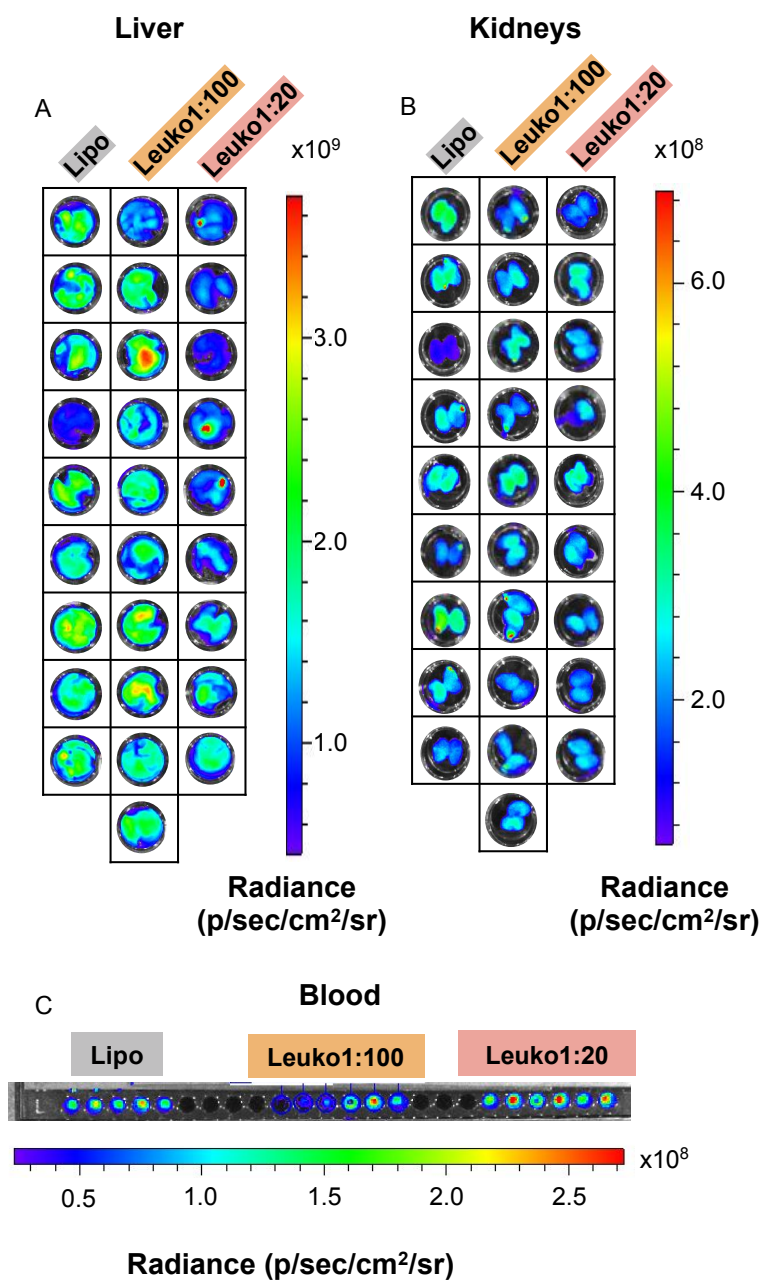 Liver
Kidneys
A
Lipo
Leuko1:100
Leuko1:20
x10⁹
3.0
2.0
1.0
Radiance
(p/sec/cm²/sr)
B
Lipo
Leuko1:100
Leuko1:20
x10⁸
6.0
4.0
2.0
Radiance
(p/sec/cm²/sr)
C
Blood
Lipo
Leuko1:100
Leuko1:20
x10⁸
0.5 1.0 1.5 2.0 2.5
Radiance (p/sec/cm²/sr)